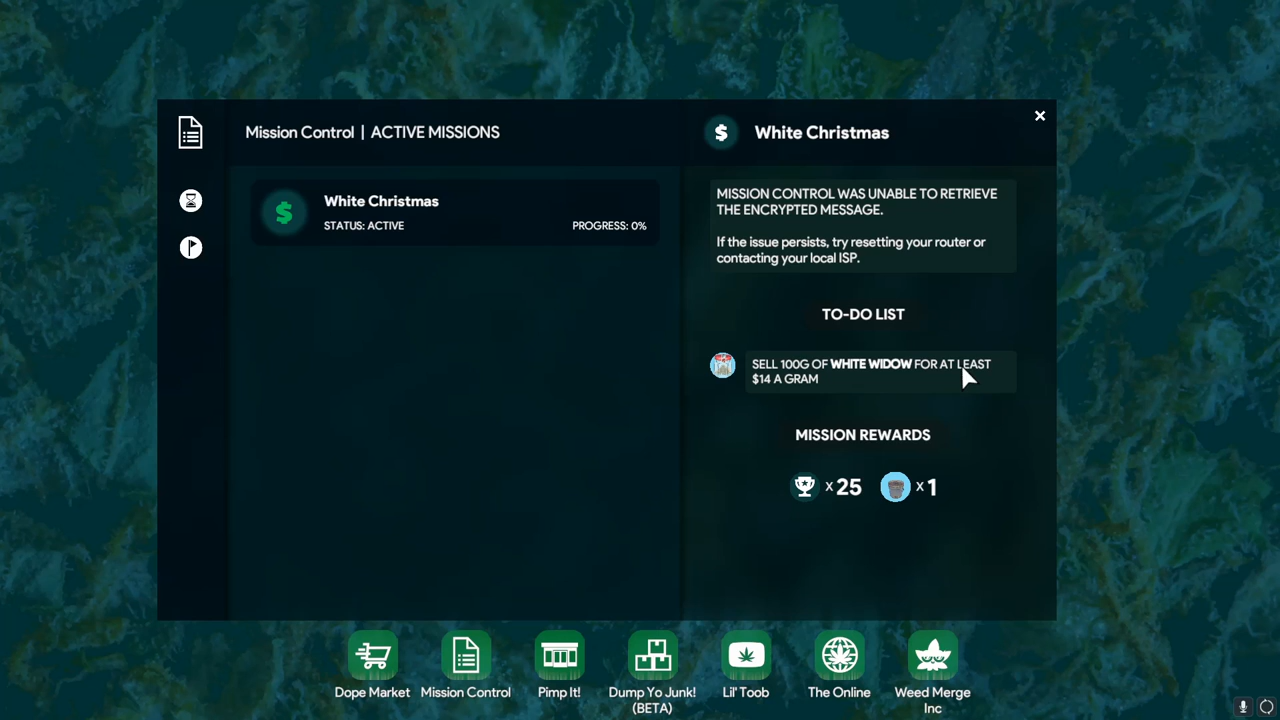 Mission Control | ACTIVE MISSIONS
White Christmas
White Christmas
STATUS: ACTIVE
PROGRESS: 0%
MISSION CONTROL WAS UNABLE TO RETRIEVE
THE ENCRYPTED MESSAGE.
If the issue persists, try resetting your router or
contacting your local ISP.
TO-DO LIST
SELL 100G OF WHITE WIDOW FOR AT LEAST
$14 A GRAM
MISSION REWARDS
x 25
x 1
Dope Market
Mission Control
Pimp It!
Dump Yo Junk!
(BETA)
Lil' Toob
The Online
Weed Merge
Inc